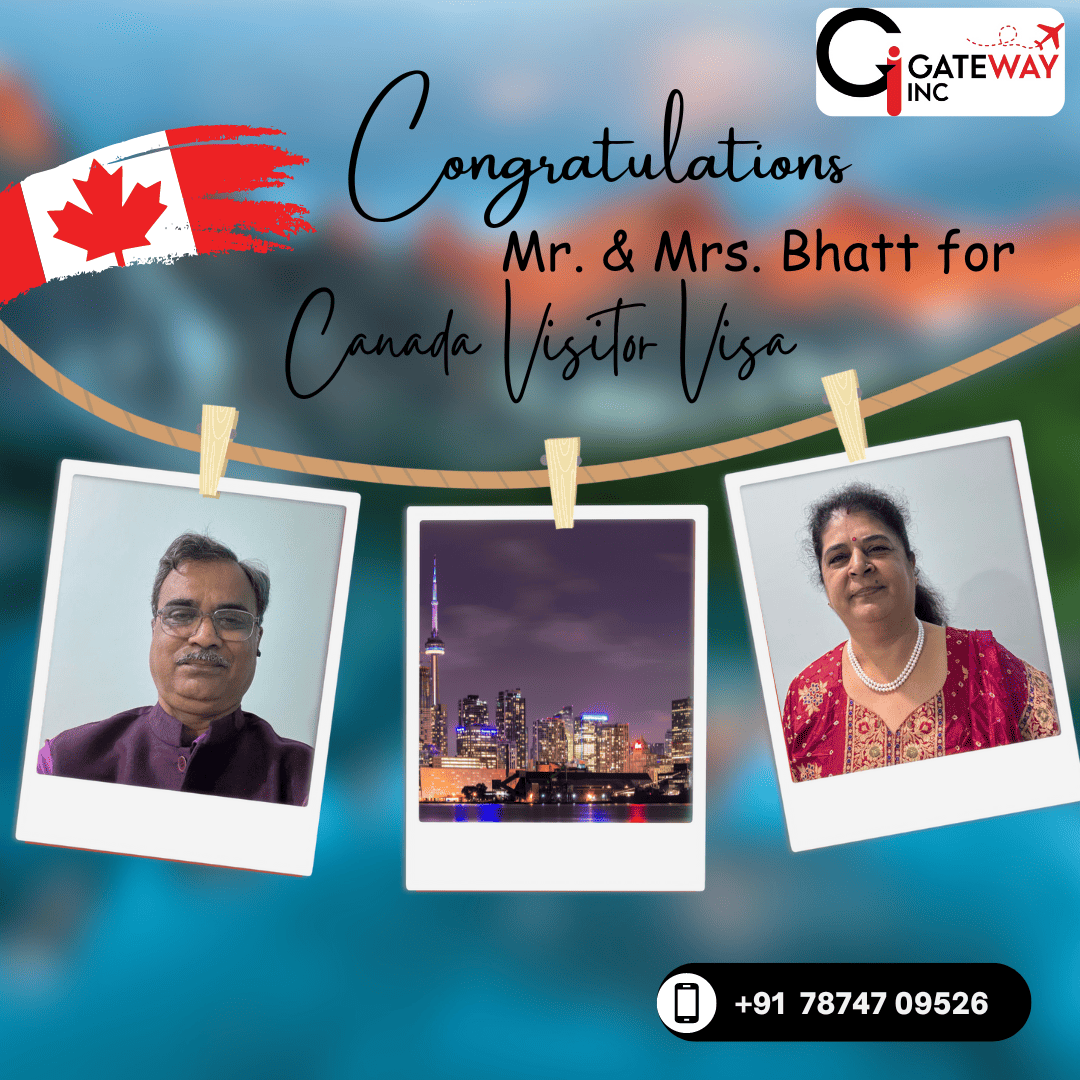 GATEWAY
INC
Congratulations
Mr. & Mrs. Bhatt for
Canada Visitor Visa
+91 78747 09526